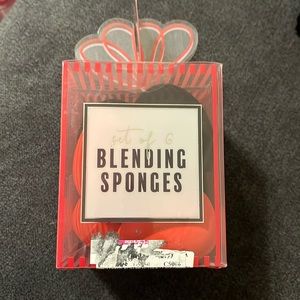 set of 6
BLENDING
SPONGES